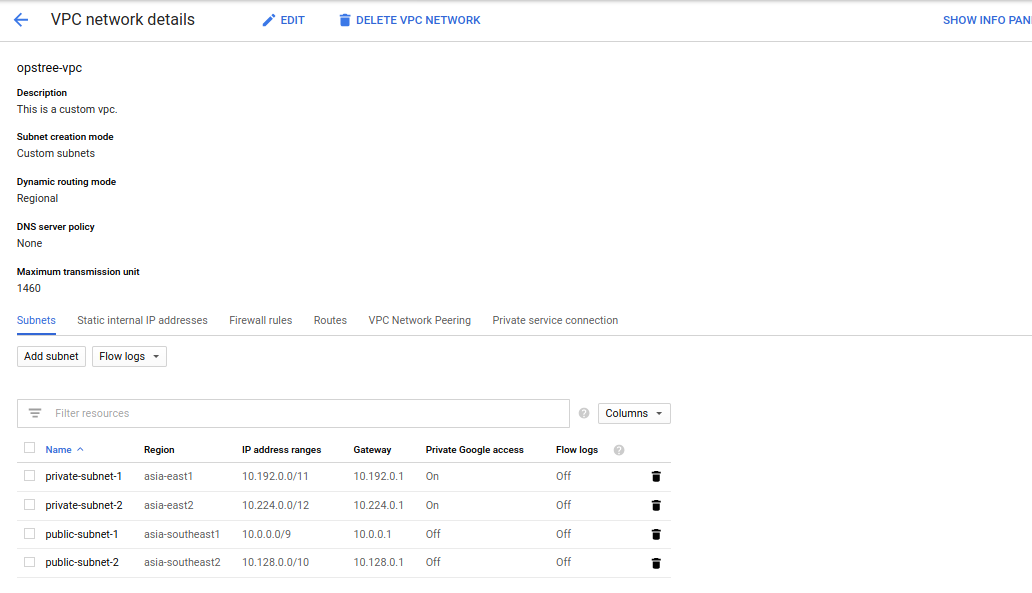 VPC network details EDIT DELETE VPC NETWORK SHOW INFO PAN
opstree-vpc
Description
This is a custom vpc.
Subnet creation mode
Custom subnets
Dynamic routing mode
Regional
DNS server policy
None
Maximum transmission unit
1460
Subnets Static internal IP addresses Firewall rules Routes VPC Network Peering Private service connection
Add subnet Flow logs
Filter resources ? Columns
Name Region IP address ranges Gateway Private Google access Flow logs ?
private-subnet-1 asia-east1 10.192.0.0/11 10.192.0.1 On Off
private-subnet-2 asia-east2 10.224.0.0/12 10.224.0.1 On Off
public-subnet-1 asia-southeast1 10.0.0.0/9 10.0.0.1 Off Off
public-subnet-2 asia-southeast2 10.128.0.0/10 10.128.0.1 Off Off